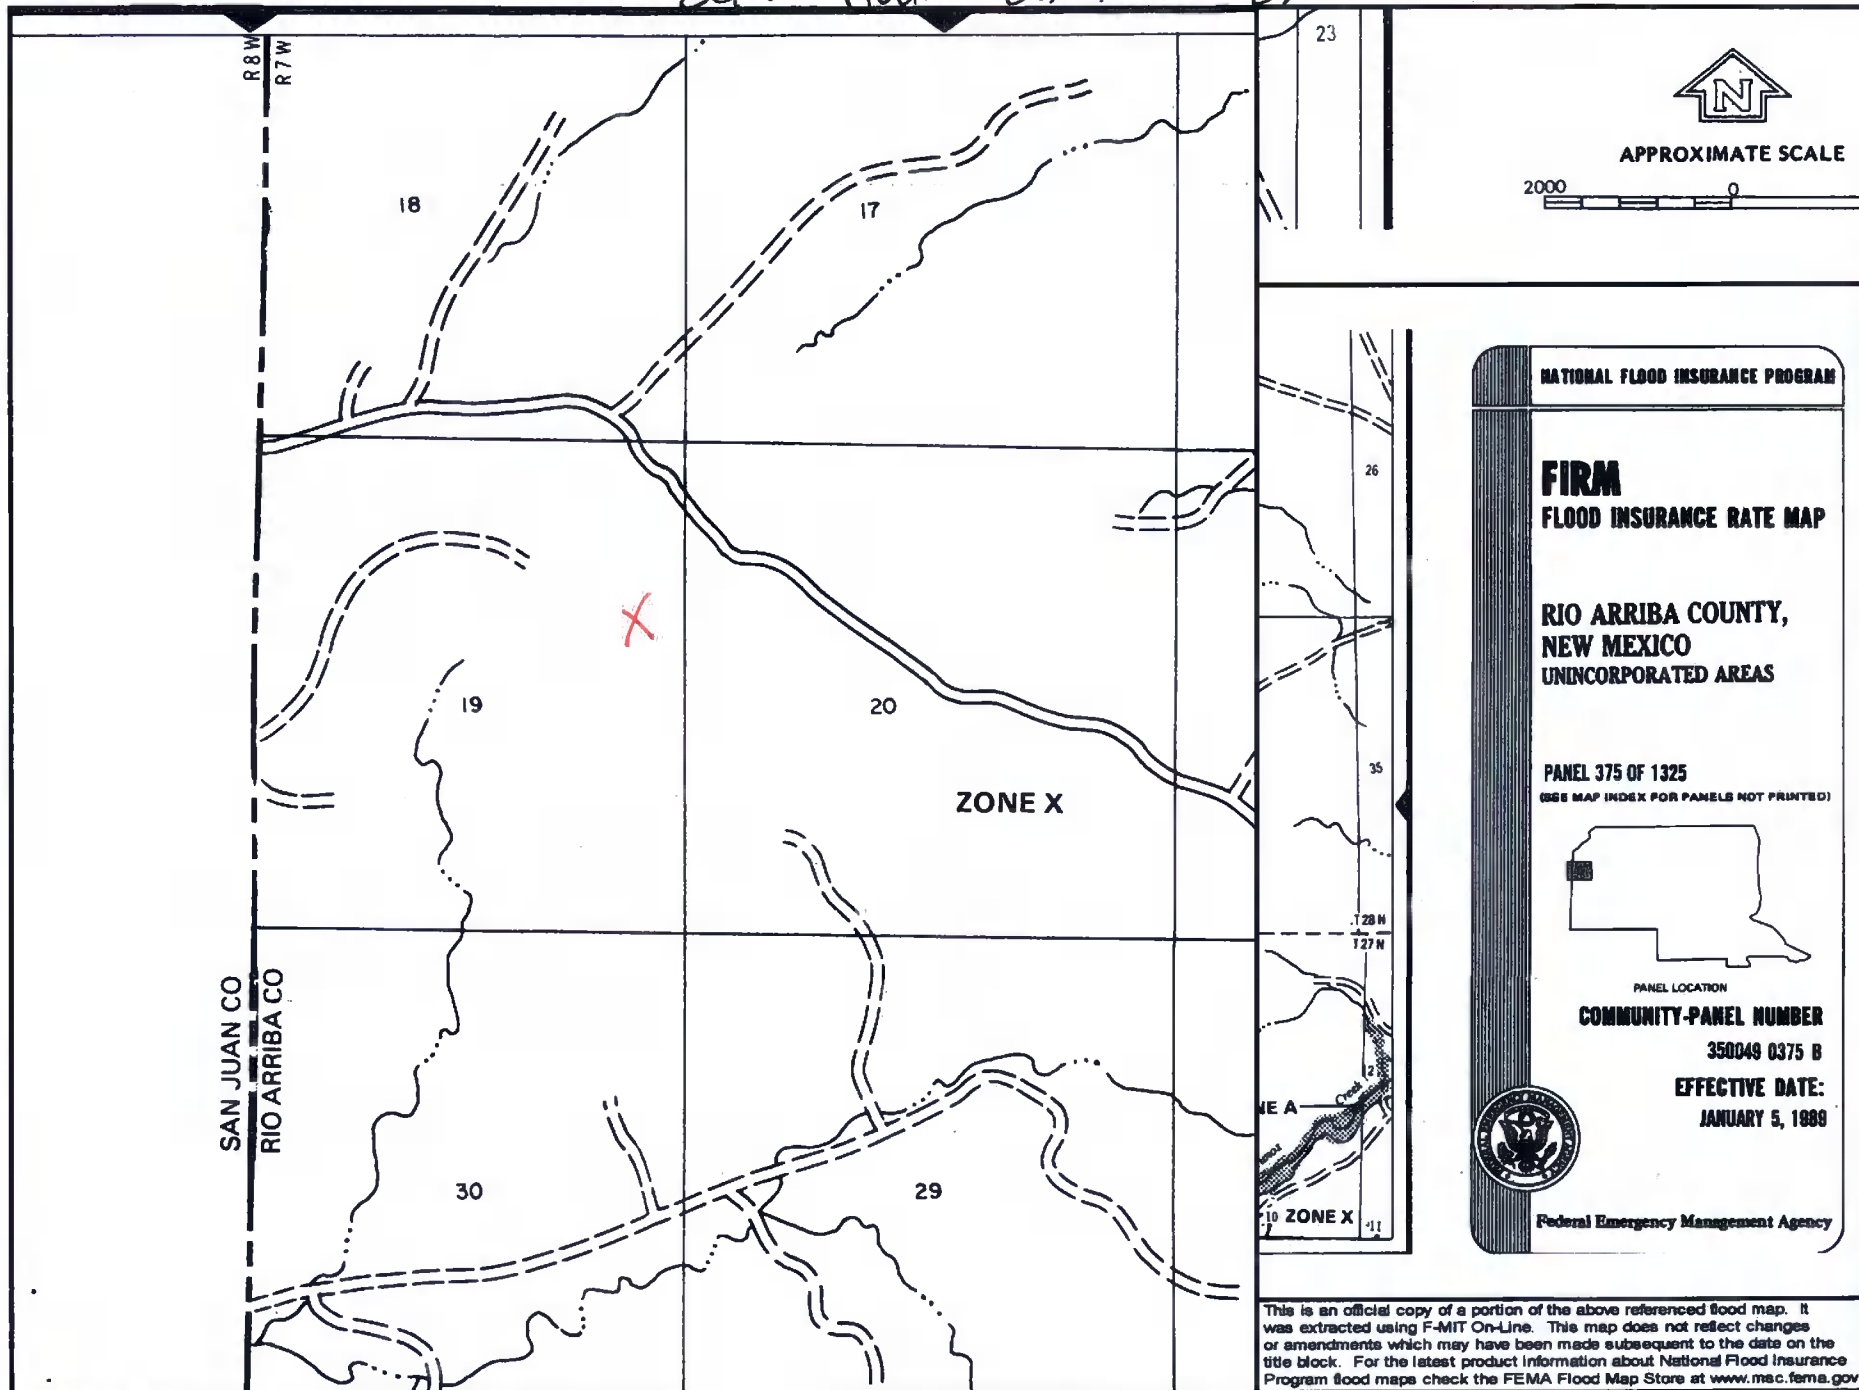 R8W
R7W
18
17
19
20
ZONE X
SAN JUAN CO
RIO ARRIBA CO
30
29
23
26
35
T28N
T27N
12
Creek
NE A
10 ZONE X
11
N
APPROXIMATE SCALE
2000 0
NATIONAL FLOOD INSURANCE PROGRAM
FIRM
FLOOD INSURANCE RATE MAP
RIO ARRIBA COUNTY,
NEW MEXICO
UNINCORPORATED AREAS
PANEL 375 OF 1325
(SEE MAP INDEX FOR PANELS NOT PRINTED)
PANEL LOCATION
COMMUNITY-PANEL NUMBER
350049 0375 B
EFFECTIVE DATE:
JANUARY 5, 1989
Federal Emergency Management Agency
This is an official copy of a portion of the above referenced flood map. It
was extracted using F-MIT On-Line. This map does not reflect changes
or amendments which may have been made subsequent to the date on the
title block. For the latest product information about National Flood Insurance
Program flood maps check the FEMA Flood Map Store at www.msc.fema.gov